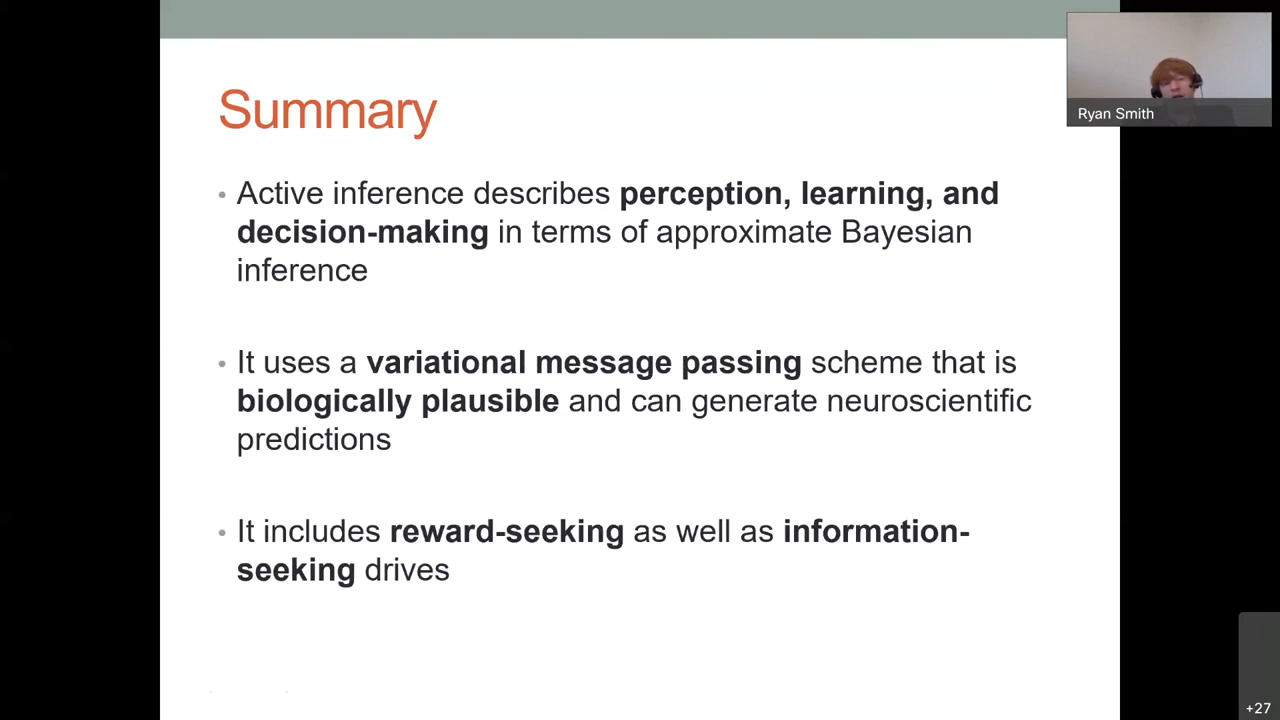 Summary
Ryan Smith
• Active inference describes perception, learning, and
decision-making in terms of approximate Bayesian
inference
• It uses a variational message passing scheme that is
biologically plausible and can generate neuroscientific
predictions
• It includes reward-seeking as well as information-
seeking drives
+27